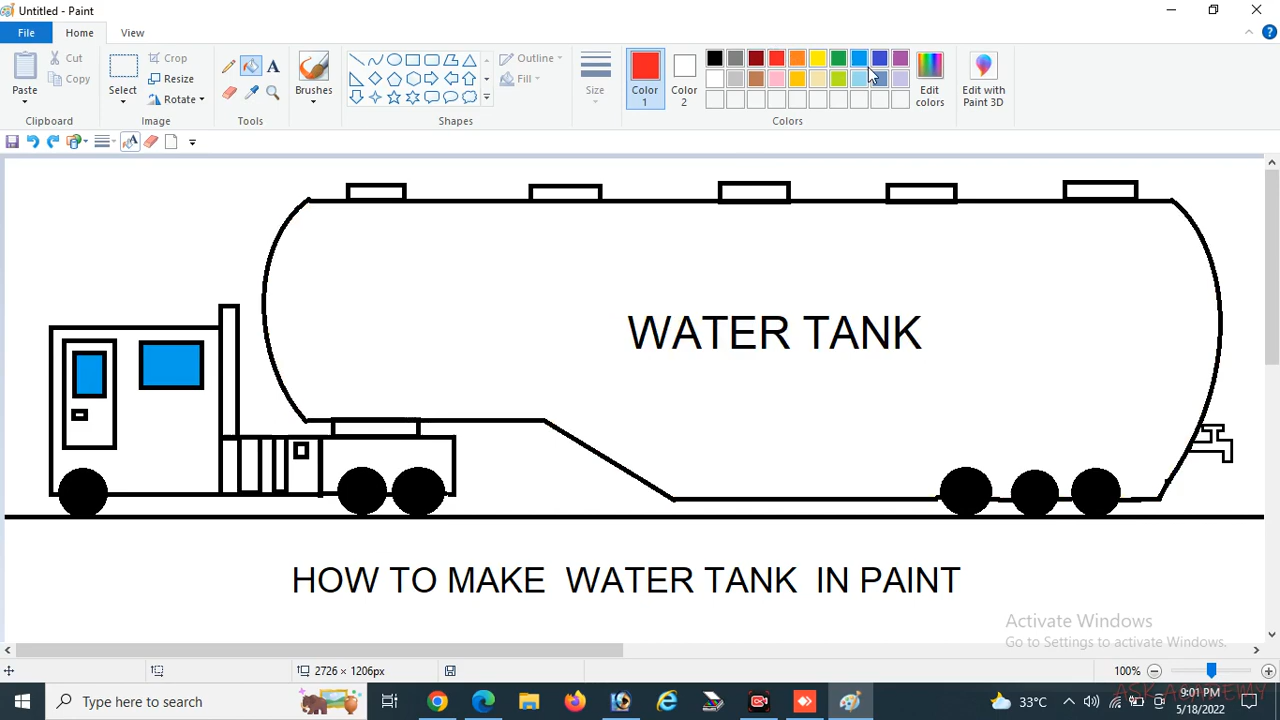 Untitled - Paint
File
Home
View
Paste
Cut
Copy
Clipboard
Select
Crop
Resize
Rotate
Image
A
Tools
Brushes
Outline
Fill
Shapes
Size
Color 1
Color 2
Edit colors
Colors
Edit with Paint 3D
WATER TANK
HOW TO MAKE WATER TANK IN PAINT
Activate Windows
Go to Settings to activate Windows.
2726 × 1206px
100%
Type here to search
33°C
ASK ACADEMY
9:01 PM
5/18/2022